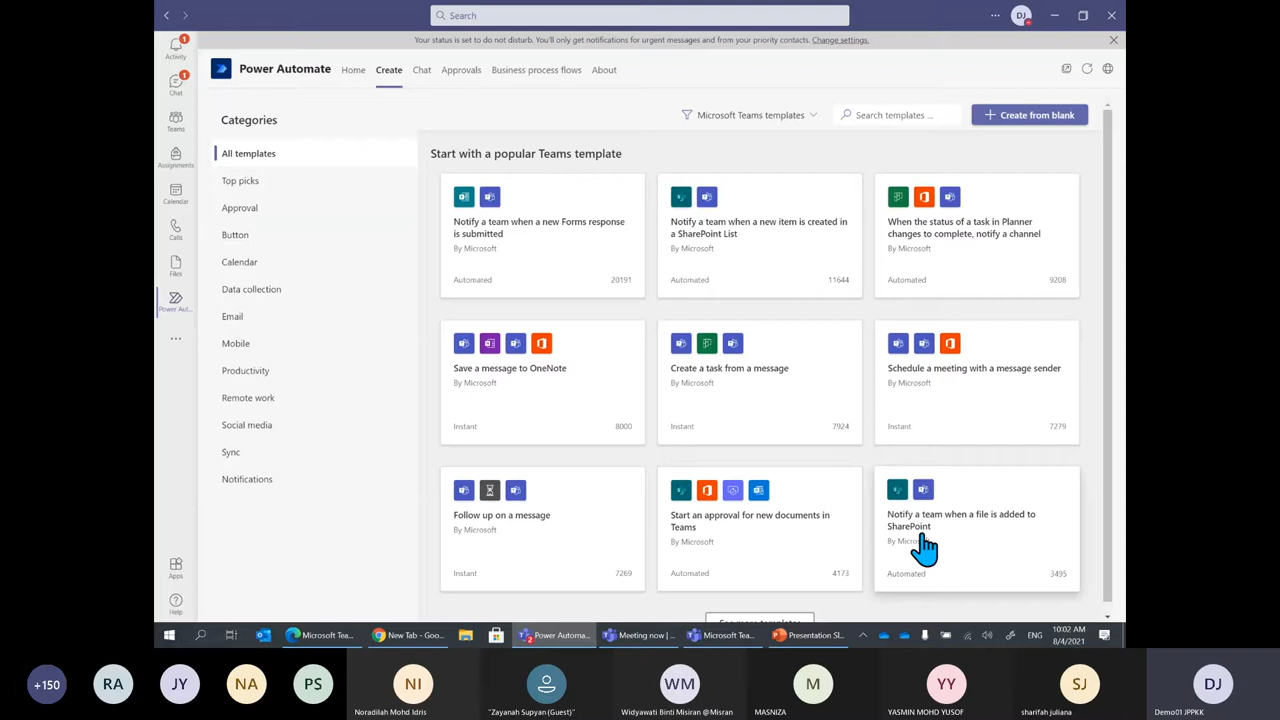 Search
DJ
Your status is set to do not disturb. You'll only get notifications for urgent messages and from your priority contacts. Change settings.
1
Activity
1
Chat
Teams
Assignments
Calendar
Calls
Files
Power Aut...
Apps
Help
Power Automate
Home
Create
Chat
Approvals
Business process flows
About
Categories
All templates
Top picks
Approval
Button
Calendar
Data collection
Email
Mobile
Productivity
Remote work
Social media
Sync
Notifications
Microsoft Teams templates
Search templates ...
Create from blank
Start with a popular Teams template
Notify a team when a new Forms response
is submitted
By Microsoft
Automated 20191
Notify a team when a new item is created in
a SharePoint List
By Microsoft
Automated 11644
When the status of a task in Planner
changes to complete, notify a channel
By Microsoft
Automated 9208
Save a message to OneNote
By Microsoft
Instant 8000
Create a task from a message
By Microsoft
Instant 7924
Schedule a meeting with a message sender
By Microsoft
Instant 7279
Follow up on a message
By Microsoft
Instant 7269
Start an approval for new documents in
Teams
By Microsoft
Automated 4173
Notify a team when a file is added to
SharePoint
By
Automated 3495
See more templates
Microsoft Tea...
New Tab - Goo...
2
Power Automa...
Meeting now | ...
Microsoft Tea...
Presentation Sl...
ENG
10:02 AM
8/4/2021
+150
RA
JY
NA
PS
NI
WM
M
YY
SJ
DJ
Noradilah Mohd Idris
"Zayanah Supyan (Guest)"
Widyawati Binti Misiran @Misran
MASNIZA
YASMIN MOHD YUSOF
sharifah juliana
Demo01 JPPKK